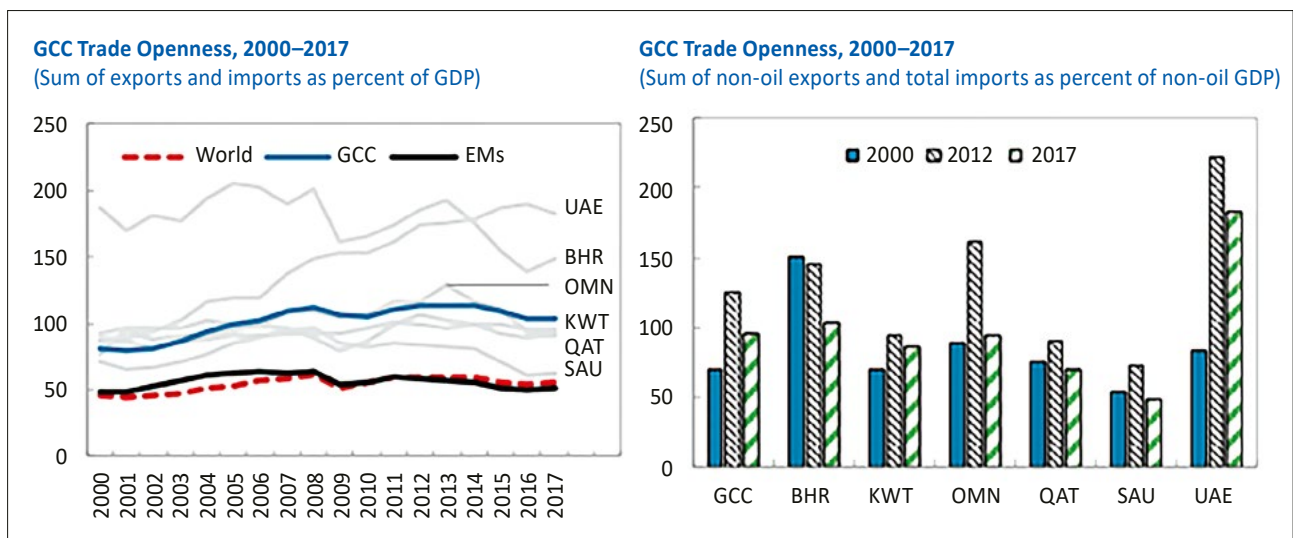 GCC Trade Openness, 2000–2017
(Sum of exports and imports as percent of GDP)
250
200
150
100
50
0
World GCC EMs
UAE
BHR
OMN
KWT
QAT
SAU
2000 2001 2002 2003 2004 2005 2006 2007 2008 2009 2010 2011 2012 2013 2014 2015 2016 2017
GCC Trade Openness, 2000–2017
(Sum of non-oil exports and total imports as percent of non-oil GDP)
250
200
150
100
50
0
2000 2012 2017
GCC BHR KWT OMN QAT SAU UAE